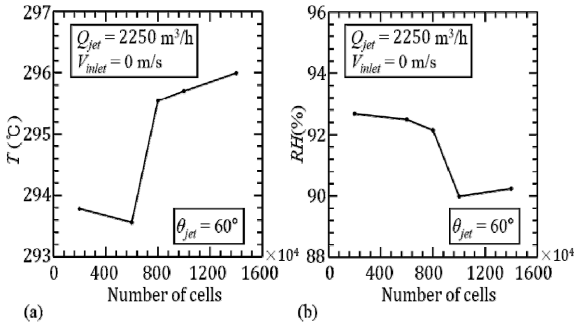 297
296
295
294
293
T (℃)
Q_jet = 2250 m³/h
V_inlet = 0 m/s
θ_jet = 60°
×10⁴
0 400 800 1200 1600
Number of cells
(a)
96
94
92
90
88
RH(%)
Q_jet = 2250 m³/h
V_inlet = 0 m/s
θ_jet = 60°
×10⁴
0 400 800 1200 1600
Number of cells
(b)